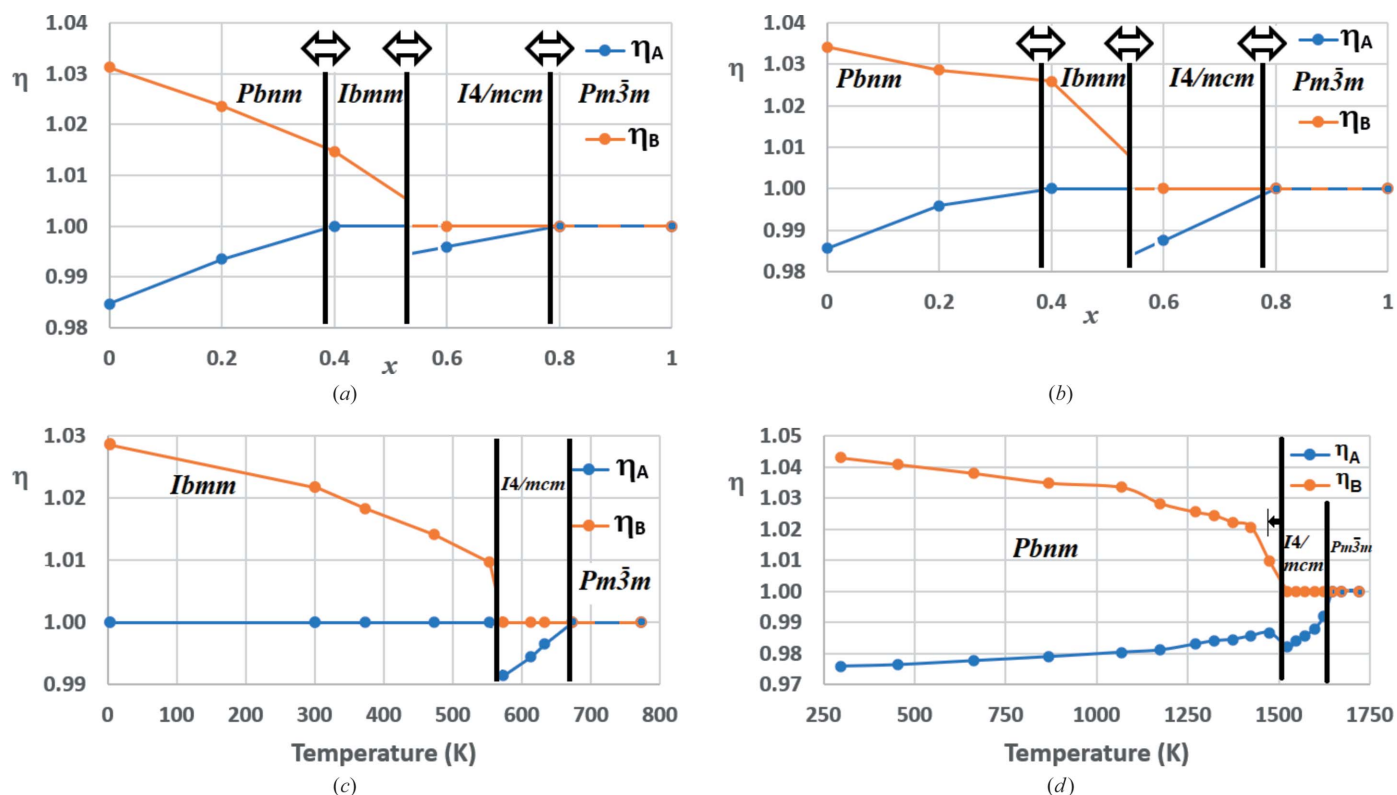 1.04
1.03
1.02
1.01
1.00
0.99
0.98
η
ηA
ηB
Pbnm
Ibmm
I4/mcm
Pm3̄m
0 0.2 0.4 0.6 0.8 1
x
(a)
1.04
1.03
1.02
1.01
1.00
0.99
0.98
η
ηA
ηB
Pbnm
Ibmm
I4/mcm
Pm3̄m
0 0.2 0.4 0.6 0.8 1
x
(b)
1.03
1.02
1.01
1.00
0.99
η
ηA
ηB
Ibmm
I4/mcm
Pm3̄m
0 100 200 300 400 500 600 700 800
Temperature (K)
(c)
1.05
1.04
1.03
1.02
1.01
1.00
0.99
0.98
0.97
η
ηA
ηB
Pbnm
I4/
mcm
Pm3̄m
250 500 750 1000 1250 1500 1750
Temperature (K)
(d)